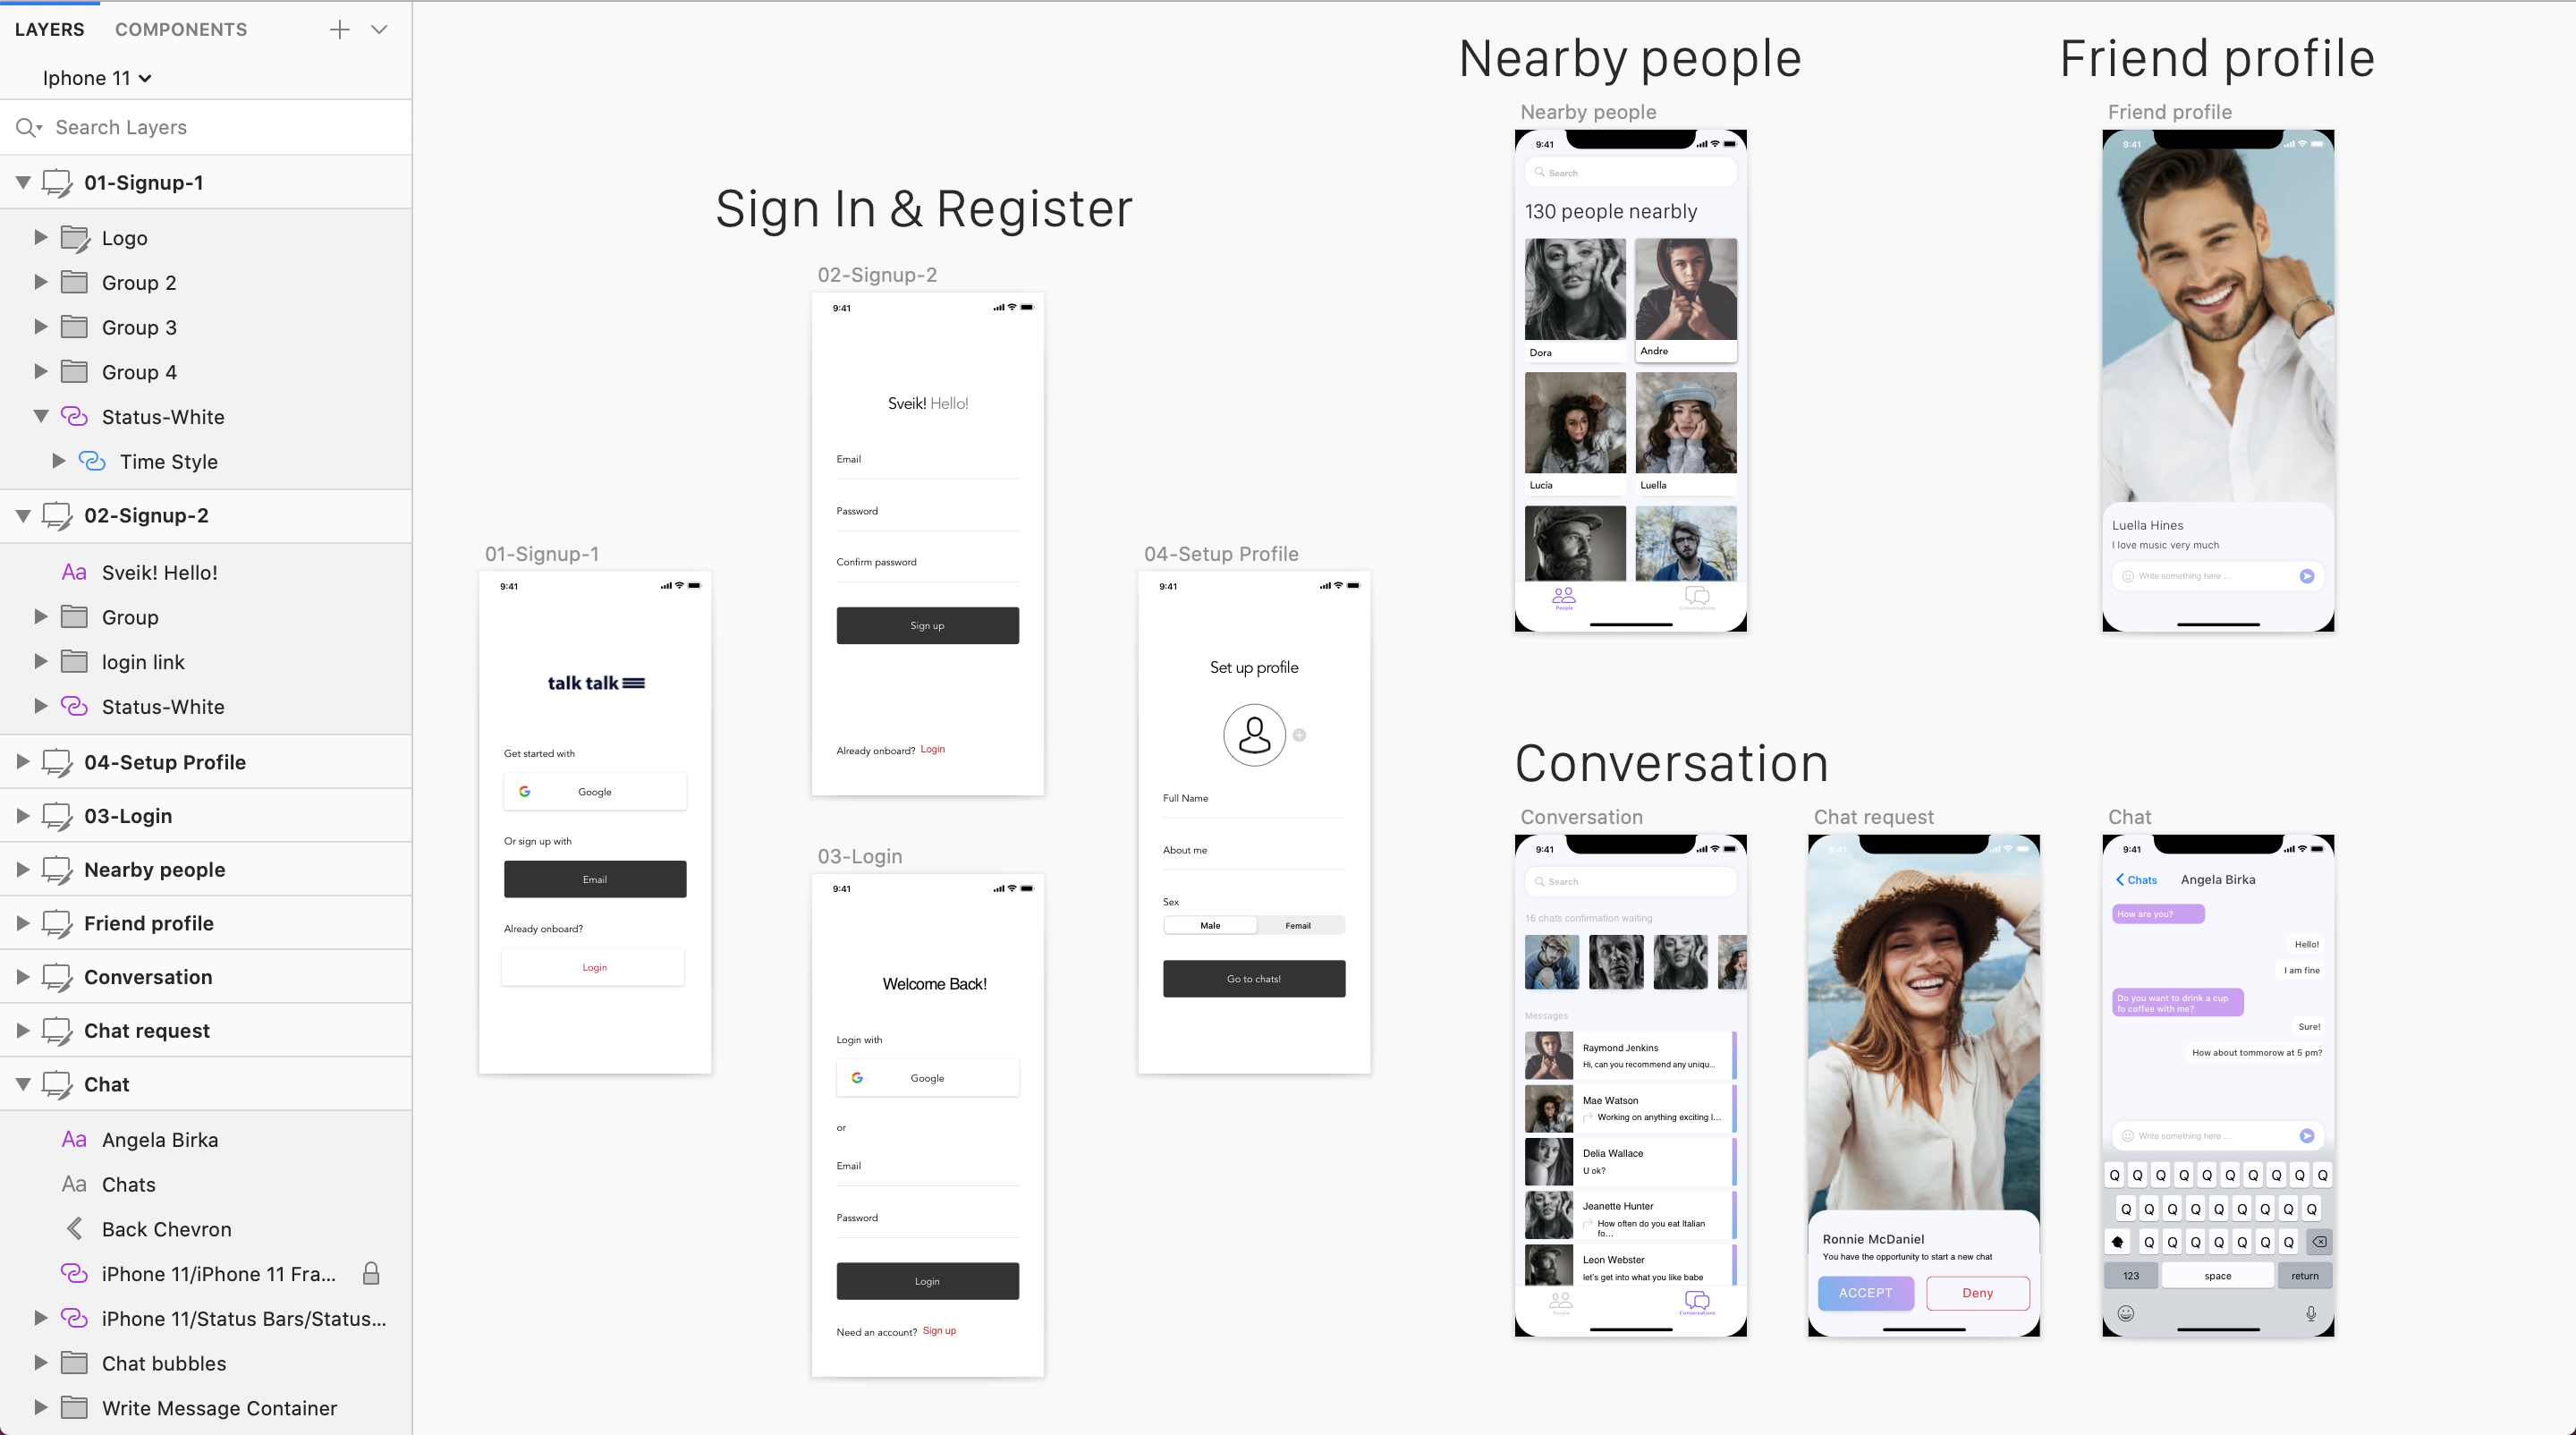 LAYERS
COMPONENTS
Iphone 11
Search Layers
01-Signup-1
Logo
Group 2
Group 3
Group 4
Status-White
Time Style
02-Signup-2
Aa Sveik! Hello!
Group
login link
Status-White
04-Setup Profile
03-Login
Nearby people
Friend profile
Conversation
Chat request
Chat
Aa Angela Birka
Aa Chats
Back Chevron
iPhone 11/iPhone 11 Fra...
iPhone 11/Status Bars/Status...
Chat bubbles
Write Message Container
Sign In & Register
01-Signup-1
9:41
talk talk
Get started with
Google
Or sign up with
Email
Already onboard?
Login
02-Signup-2
9:41
Sveik! Hello!
Email
Password
Confirm password
Sign up
Already onboard? Login
03-Login
9:41
Welcome Back!
Login with
Google
or
Email
Password
Login
Need an account? Sign up
04-Setup Profile
9:41
Set up profile
Full Name
About me
Sex
Male
Femail
Go to chats!
Nearby people
Nearby people
9:41
Search
130 people nearbly
Dora
Andre
Lucia
Luella
People
Conversations
Friend profile
Friend profile
9:41
Luella Hines
I love music very much
Write something here ...
Conversation
Conversation
9:41
Search
16 chats confirmation waiting
Messages
Raymond Jenkins
Hi, can you recommend any uniqu...
Mae Watson
Working on anything exciting l...
Delia Wallace
U ok?
Jeanette Hunter
How often do you eat Italian
fo...
Leon Webster
let's get into what you like babe
People
Conversations
Chat request
9:41
Ronnie McDaniel
You have the opportunity to start a new chat
ACCEPT
Deny
Chat
9:41
Chats
Angela Birka
How are you?
Hello!
I am fine
Do you want to drink a cup
fo coffee with me?
Sure!
How about tommorow at 5 pm?
Write something here ...
Q Q Q Q Q Q Q Q Q Q
Q Q Q Q Q Q Q Q Q
Q Q Q Q Q Q Q
123
space
return